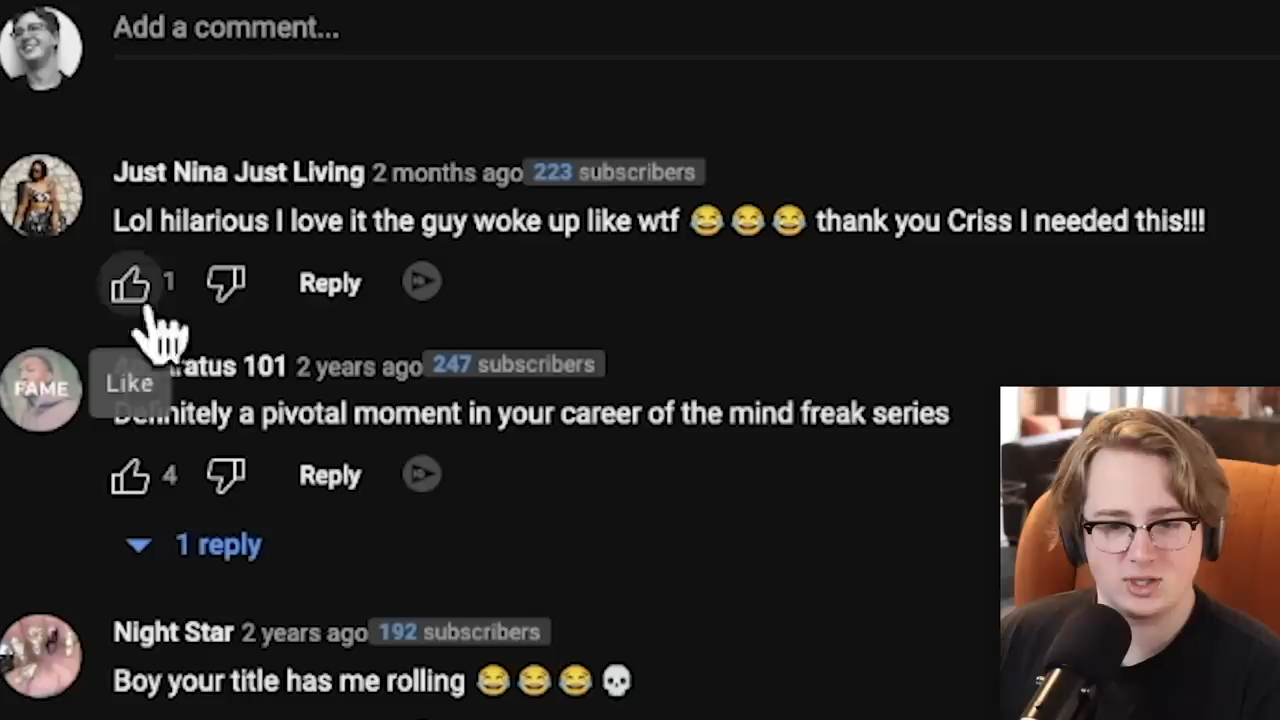 Add a comment...
Just Nina Just Living 2 months ago 223 subscribers
Lol hilarious I love it the guy woke up like wtf 😂😂😂 thank you Criss I needed this!!!
1 Reply
101 2 years ago 247 subscribers
FAME
Like
Definitely a pivotal moment in your career of the mind freak series
4 Reply
1 reply
Night Star 2 years ago 192 subscribers
Boy your title has me rolling 😂😂😂💀